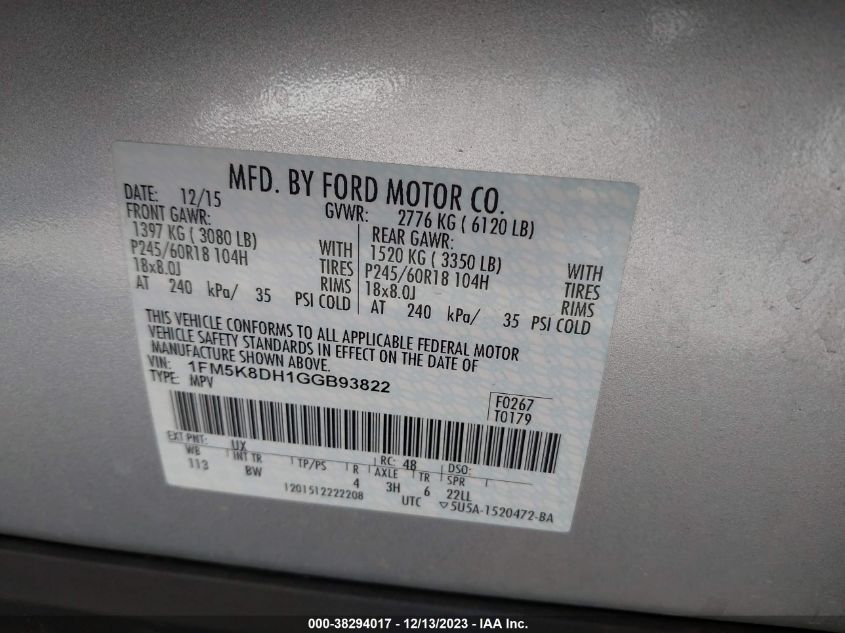 MFD. BY FORD MOTOR CO.
DATE: 12/15 GVWR: 2776 KG ( 6120 LB)
FRONT GAWR: REAR GAWR:
1397 KG ( 3080 LB) WITH 1520 KG ( 3350 LB) WITH
P245/60R18 104H TIRES P245/60R18 104H TIRES
18x8.0J RIMS 18x8.0J RIMS
AT 240 kPa/ 35 PSI COLD AT 240 kPa/ 35 PSI COLD
THIS VEHICLE CONFORMS TO ALL APPLICABLE FEDERAL MOTOR
VEHICLE SAFETY STANDARDS IN EFFECT ON THE DATE OF
MANUFACTURE SHOWN ABOVE.
VIN: 1FM5K8DH1GGB93822
TYPE: MPV
F0267
T0179
EXT PNT: UX RC: 48 DSO:
WB INT TR TP/PS R AXLE TR SPR
113 BW 4 3H 6 22LL
1201512222208 UTC ▽5U5A-1520472-BA
000-38294017 - 12/13/2023 - IAA Inc.